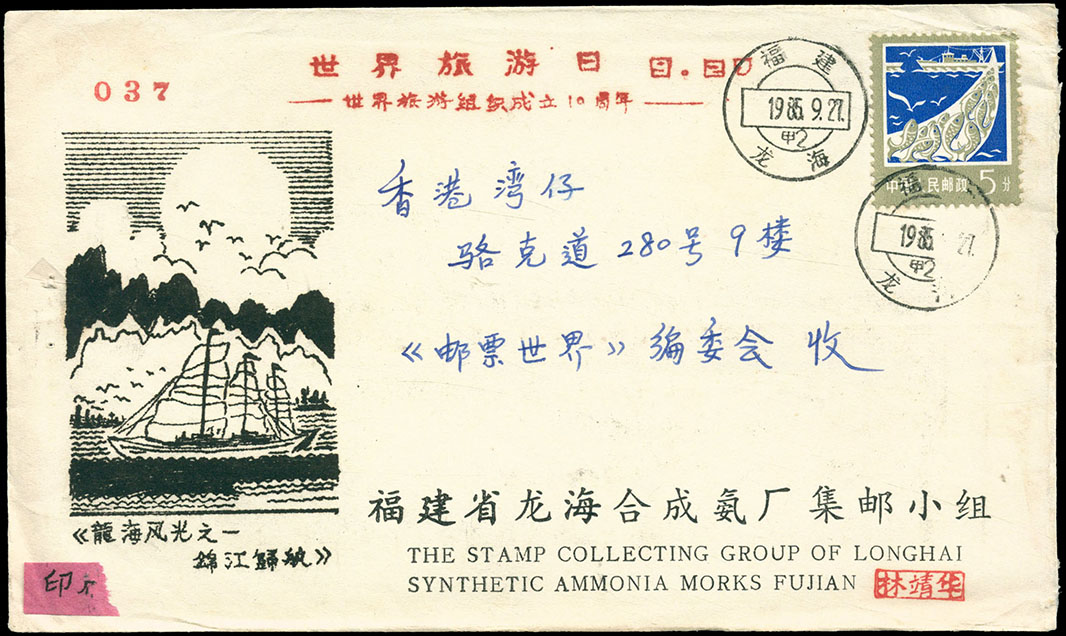 世界旅游日 日.戳
037
世界旅游组织成立10周年
福建
1985.9.27.
甲2
龙海
中国人民邮政 5分
福
1985. 27.
甲2
龙
香港湾仔
骆克道280号9楼
《邮票世界》编委会 收
《龍海风光之一
錦江歸航》
福建省龙海合成氨厂集邮小组
THE STAMP COLLECTING GROUP OF LONGHAI
SYNTHETIC AMMONIA MORKS FUJIAN
林靖华
印